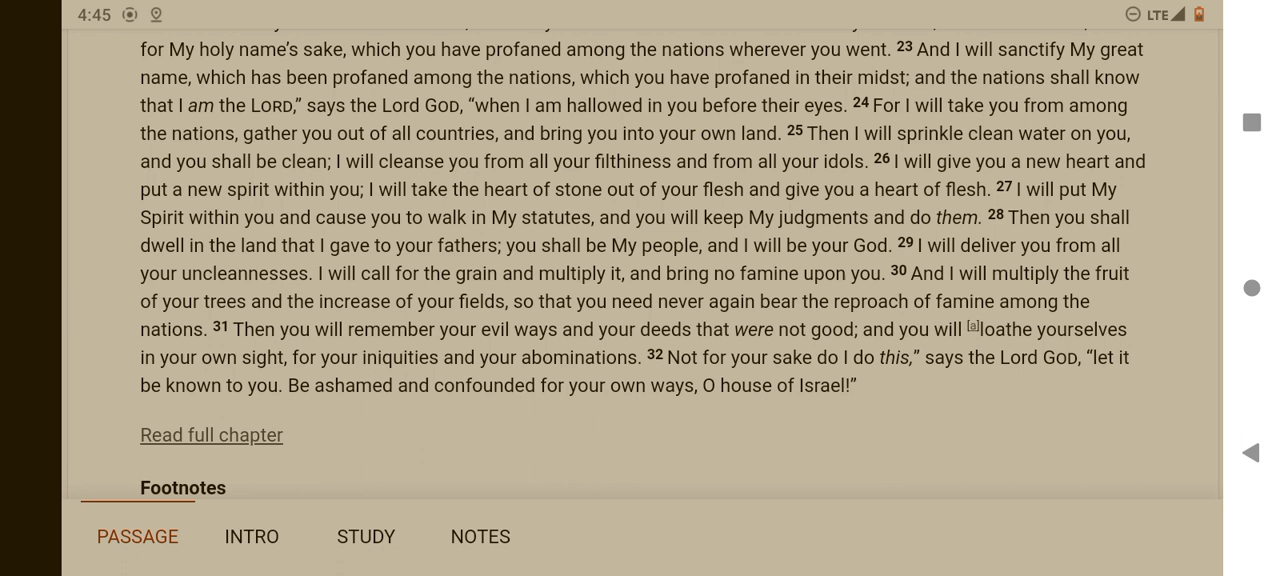 4:45 LTE
for My holy name’s sake, which you have profaned among the nations wherever you went. 23 And I will sanctify My great
name, which has been profaned among the nations, which you have profaned in their midst; and the nations shall know
that I am the LORD,” says the Lord GOD, “when I am hallowed in you before their eyes. 24 For I will take you from among
the nations, gather you out of all countries, and bring you into your own land. 25 Then I will sprinkle clean water on you,
and you shall be clean; I will cleanse you from all your filthiness and from all your idols. 26 I will give you a new heart and
put a new spirit within you; I will take the heart of stone out of your flesh and give you a heart of flesh. 27 I will put My
Spirit within you and cause you to walk in My statutes, and you will keep My judgments and do them. 28 Then you shall
dwell in the land that I gave to your fathers; you shall be My people, and I will be your God. 29 I will deliver you from all
your uncleannesses. I will call for the grain and multiply it, and bring no famine upon you. 30 And I will multiply the fruit
of your trees and the increase of your fields, so that you need never again bear the reproach of famine among the
nations. 31 Then you will remember your evil ways and your deeds that were not good; and you will [a]loathe yourselves
in your own sight, for your iniquities and your abominations. 32 Not for your sake do I do this,” says the Lord GOD, “let it
be known to you. Be ashamed and confounded for your own ways, O house of Israel!”
Read full chapter
Footnotes
PASSAGE INTRO STUDY NOTES